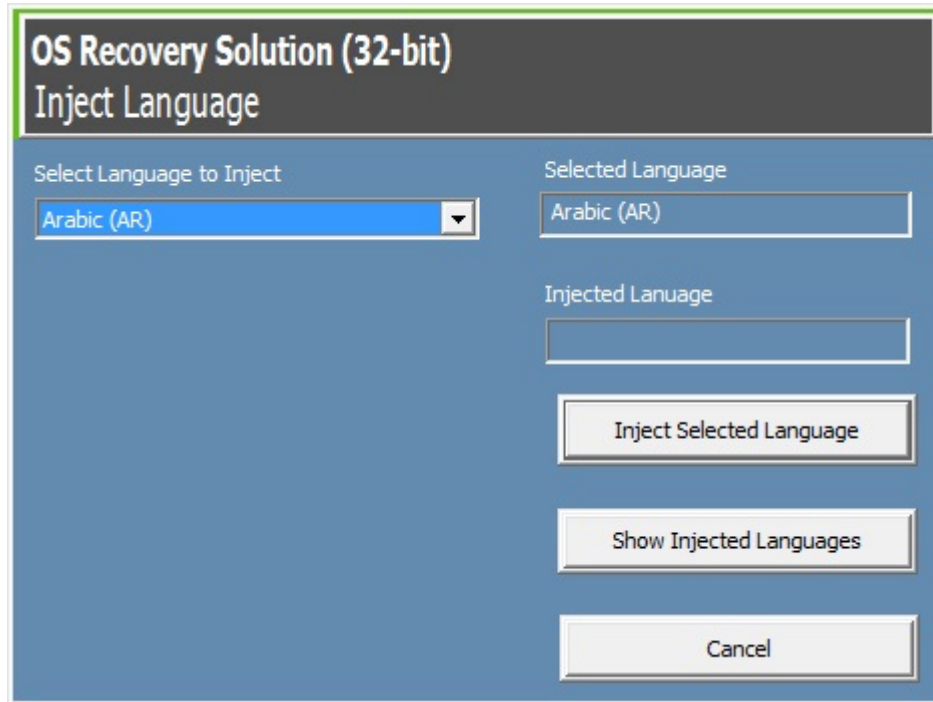 OS Recovery Solution (32-bit)
Inject Language
Select Language to Inject
Arabic (AR)
Selected Language
Arabic (AR)
Injected Lanuage
Inject Selected Language
Show Injected Languages
Cancel